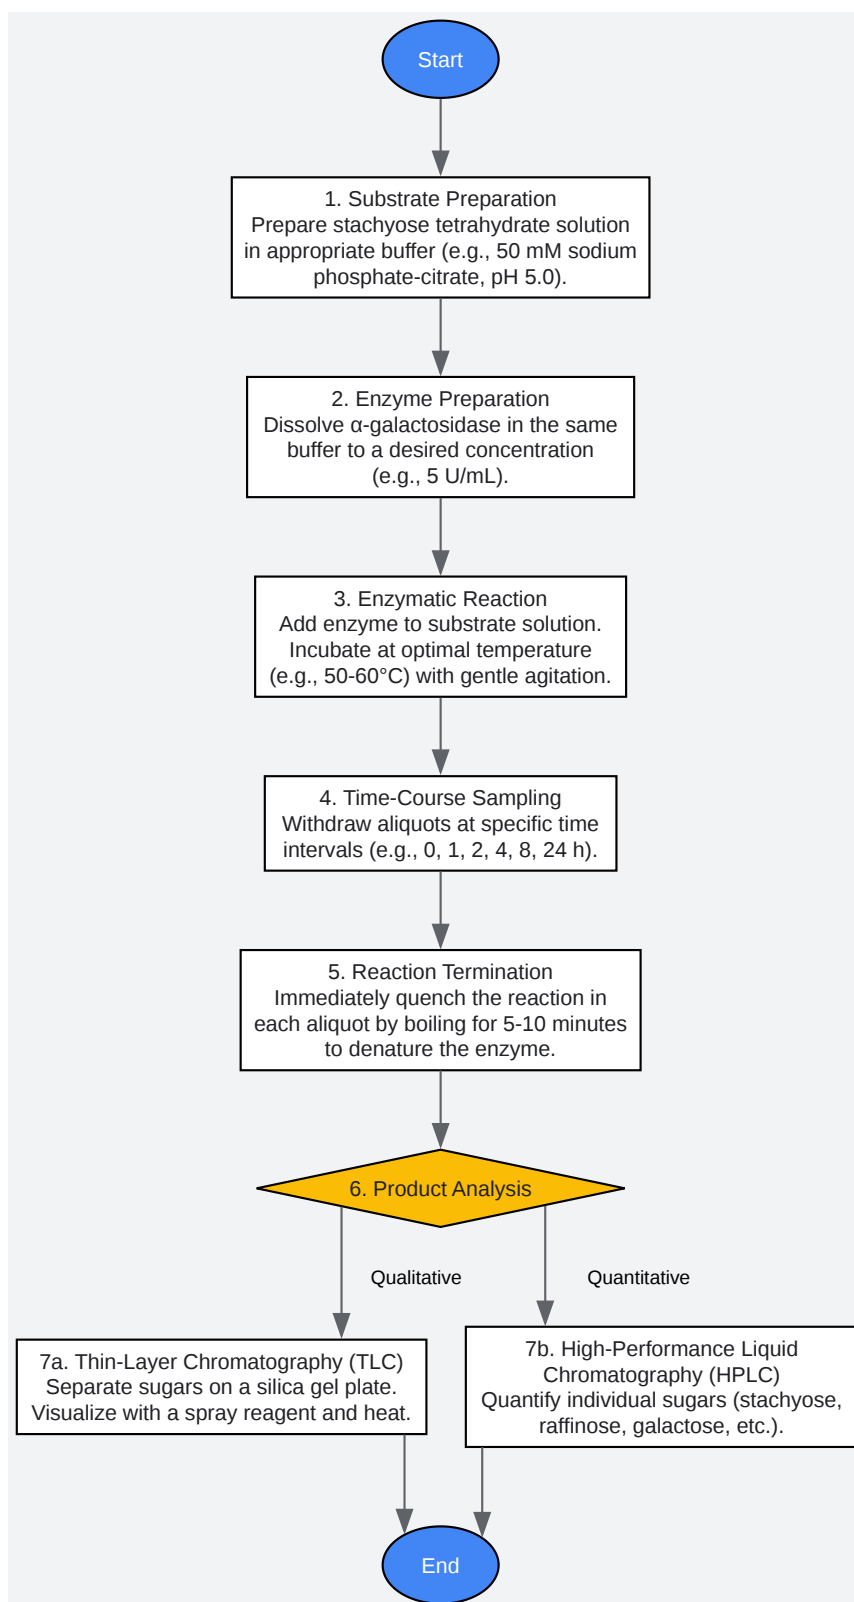 Start
1. Substrate Preparation
Prepare stachyose tetrahydrate solution
in appropriate buffer (e.g., 50 mM sodium
phosphate-citrate, pH 5.0).
2. Enzyme Preparation
Dissolve α-galactosidase in the same
buffer to a desired concentration
(e.g., 5 U/mL).
3. Enzymatic Reaction
Add enzyme to substrate solution.
Incubate at optimal temperature
(e.g., 50-60°C) with gentle agitation.
4. Time-Course Sampling
Withdraw aliquots at specific time
intervals (e.g., 0, 1, 2, 4, 8, 24 h).
5. Reaction Termination
Immediately quench the reaction in
each aliquot by boiling for 5-10 minutes
to denature the enzyme.
6. Product Analysis
Qualitative
Quantitative
7a. Thin-Layer Chromatography (TLC)
Separate sugars on a silica gel plate.
Visualize with a spray reagent and heat.
7b. High-Performance Liquid
Chromatography (HPLC)
Quantify individual sugars (stachyose,
raffinose, galactose, etc.).
End